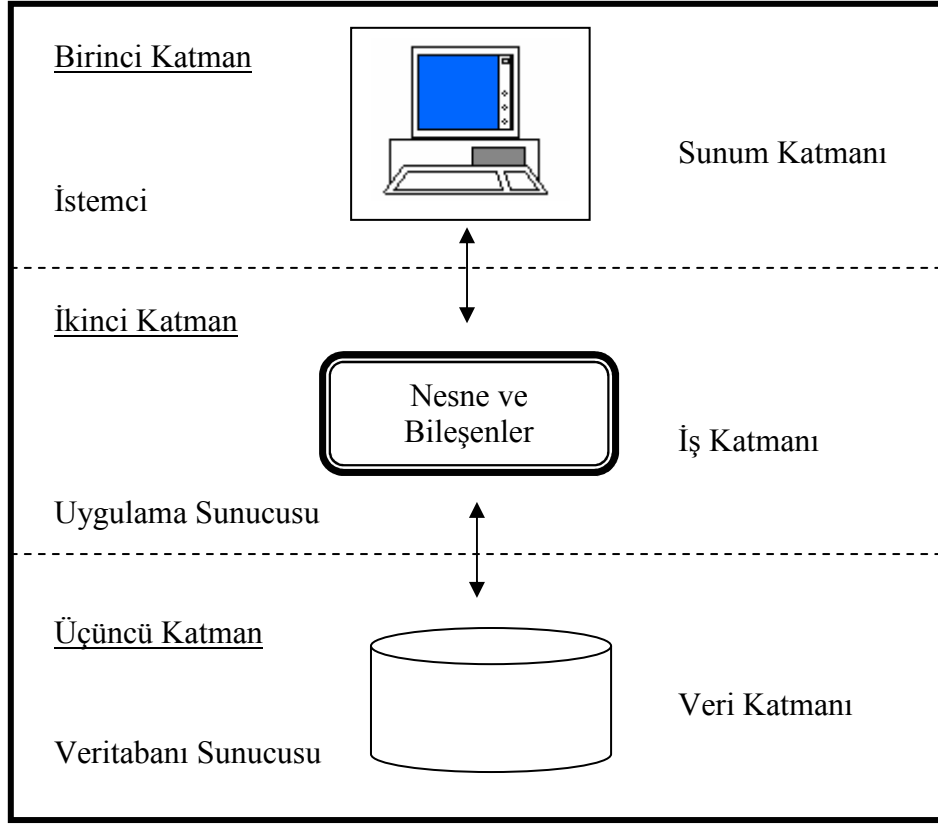 Birinci Katman
Sunum Katmanı
İstemci
İkinci Katman
Nesne ve
Bileşenler
İş Katmanı
Uygulama Sunucusu
Üçüncü Katman
Veri Katmanı
Veritabanı Sunucusu